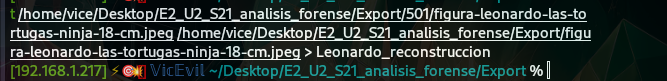 t /home/vice/Desktop/E2_U2_S21_analisis_forense/Export/501/figura-leonardo-las-to
rtugas-ninja-18-cm.jpeg /home/vice/Desktop/E2_U2_S21_analisis_forense/Export/figu
ra-leonardo-las-tortugas-ninja-18-cm.jpeg > Leonardo_reconstruccion
[192.168.1.217] ⚡🎯 VicEvil ~/Desktop/E2_U2_S21_analisis_forense/Export %